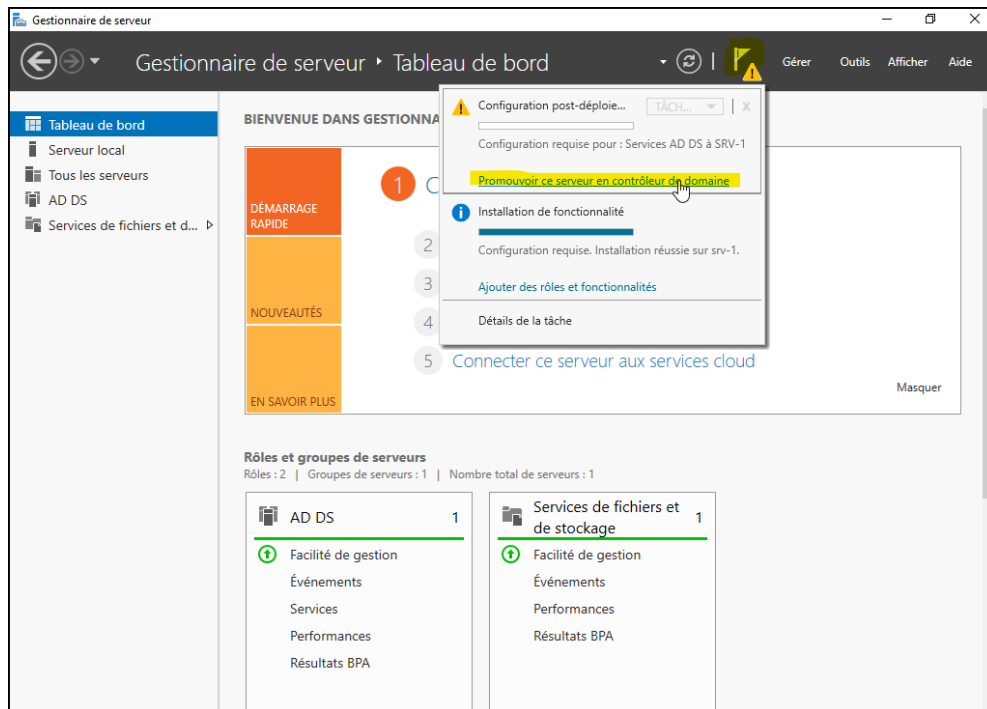 Gestionnaire de serveur
Gestionnaire de serveur ‣ Tableau de bord
Gérer Outils Afficher Aide
Tableau de bord
Serveur local
Tous les serveurs
AD DS
Services de fichiers et d...
BIENVENUE DANS GESTIONNA
DÉMARRAGE
RAPIDE
NOUVEAUTÉS
EN SAVOIR PLUS
1 C
2
3
4
5 Connecter ce serveur aux services cloud
Masquer
Configuration post-déploie... TÂCH... X
Configuration requise pour : Services AD DS à SRV-1
Promouvoir ce serveur en contrôleur de domaine
Installation de fonctionnalité
Configuration requise. Installation réussie sur srv-1.
Ajouter des rôles et fonctionnalités
Détails de la tâche
Rôles et groupes de serveurs
Rôles : 2 | Groupes de serveurs : 1 | Nombre total de serveurs : 1
AD DS 1
Facilité de gestion
Événements
Services
Performances
Résultats BPA
Services de fichiers et
de stockage 1
Facilité de gestion
Événements
Performances
Résultats BPA